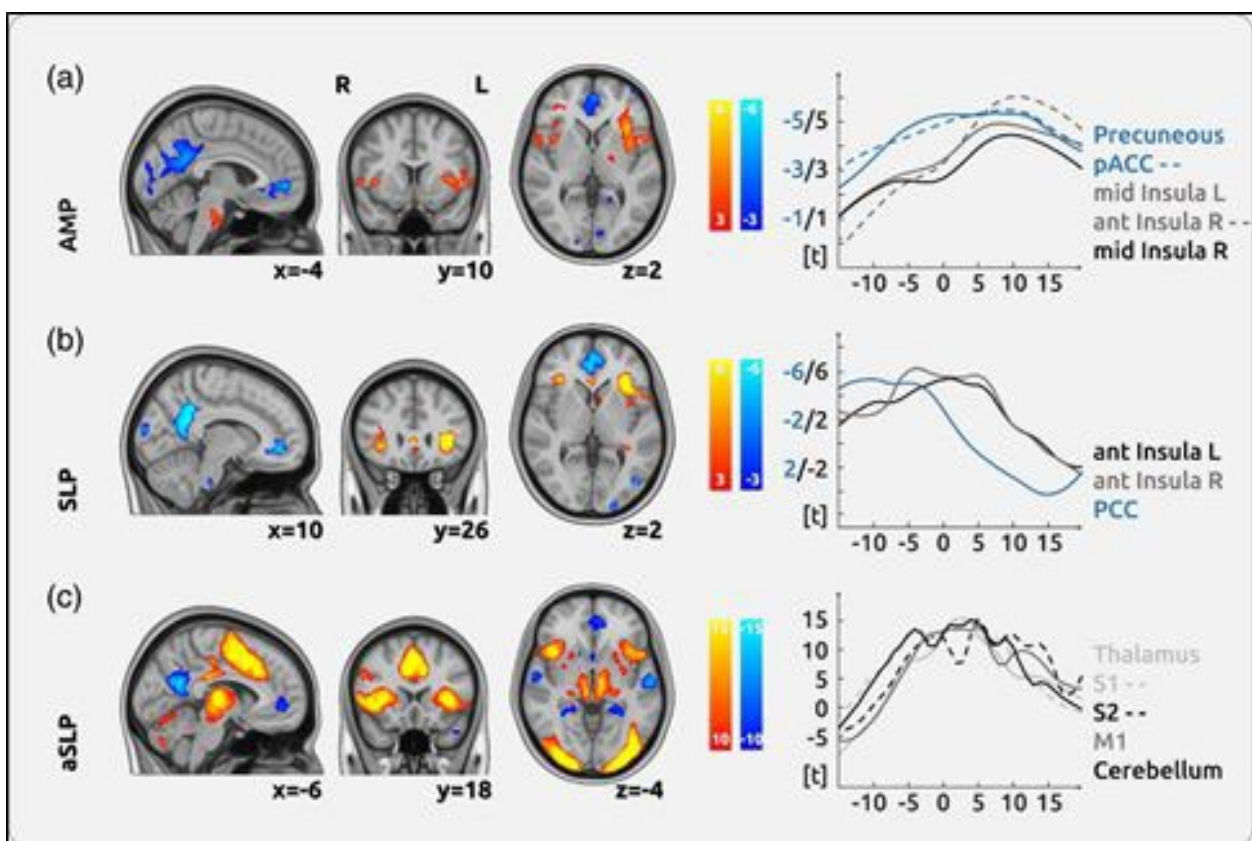 (a)
R
L
AMP
x=-4
y=10
z=2
3
-3
-5/5
-3/3
-1/1
[t]
-10 -5 0 5 10 15
Precuneous
pACC - -
mid Insula L
ant Insula R - -
mid Insula R
(b)
SLP
x=10
y=26
z=2
3
-3
-6/6
-2/2
2/-2
[t]
-10 -5 0 5 10 15
ant Insula L
ant Insula R
PCC
(c)
aSLP
x=-6
y=18
z=-4
10
-15
-10
15
10
5
0
-5
[t]
-10 -5 0 5 10 15
Thalamus
S1 - -
S2 - -
M1
Cerebellum